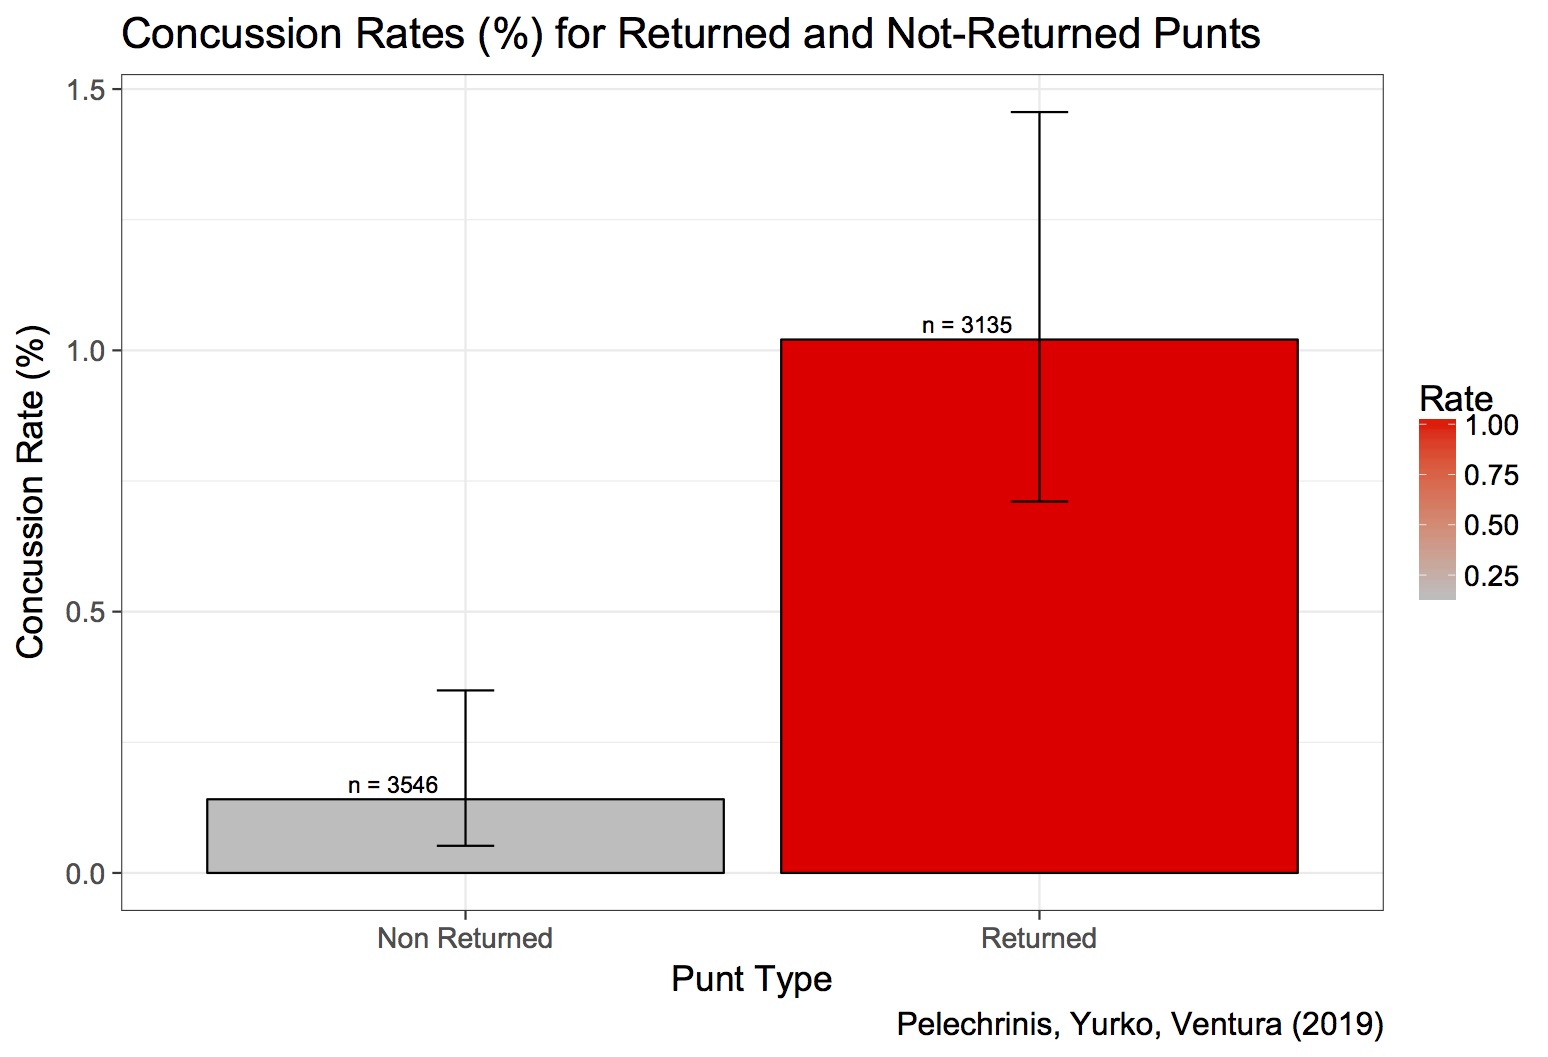 Concussion Rates (%) for Returned and Not-Returned Punts
1.5
1.0
0.5
0.0
Concussion Rate (%)
n = 3546
n = 3135
Non Returned
Returned
Punt Type
Rate
1.00
0.75
0.50
0.25
Pelechrinis, Yurko, Ventura (2019)